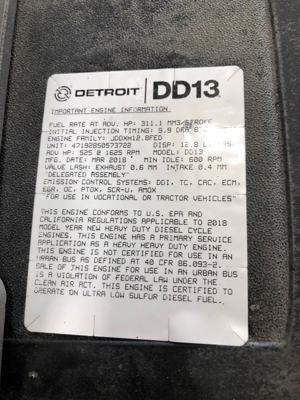 DETROIT DD13
IMPORTANT ENGINE INFORMATION
FUEL RATE AT ADV. HP: 311.1 MM3/STROKE
INITIAL INJECTION TIMING: 9.9 DEG
ENGINE FAMILY: JDDXH12.8FED
UNIT: 471928S0573722 DISP: 12.8 LITERS
ADV HP: 525 @ 1625 RPM MODEL: DD13
MFG. DATE: MAR 2018 MIN IDLE: 600 RPM
VALVE LASH: EXHAUST 0.6 MM INTAKE 0.4 MM
"DELEGATED ASSEMBLY"
EMISSION CONTROL SYSTEMS: DDI, TC, CAC, ECM,
EGR, OC, PTOX, SCR-U, AMOX
"FOR USE IN VOCATIONAL OR TRACTOR VEHICLES"
THIS ENGINE CONFORMS TO U.S. EPA AND
CALIFORNIA REGULATIONS APPLICABLE TO 2018
MODEL YEAR NEW HEAVY DUTY DIESEL CYCLE
ENGINES. THIS ENGINE HAS A PRIMARY SERVICE
APPLICATION AS A HEAVY HEAVY DUTY ENGINE.
THIS ENGINE IS NOT CERTIFIED FOR USE IN AN
URBAN BUS AS DEFINED AT 40 CFR 86.093-2.
SALE OF THIS ENGINE FOR USE IN AN URBAN BUS
IS A VIOLATION OF FEDERAL LAW UNDER THE
CLEAN AIR ACT. THIS ENGINE IS CERTIFIED TO
OPERATE ON ULTRA LOW SULFUR DIESEL FUEL.